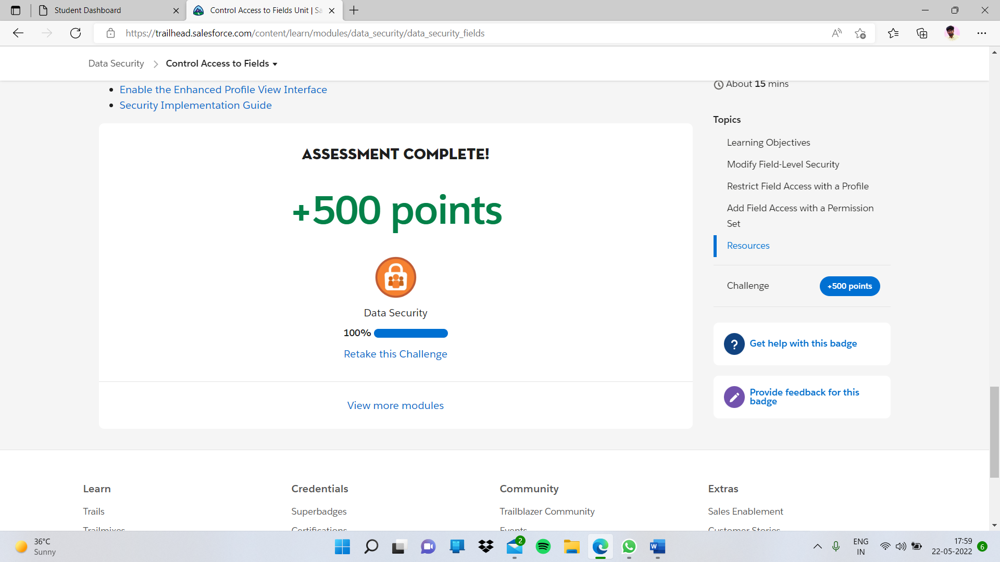 Student Dashboard
Control Access to Fields Unit | Sa
https://trailhead.salesforce.com/content/learn/modules/data_security/data_security_fields
Data Security
Control Access to Fields
Enable the Enhanced Profile View Interface
Security Implementation Guide
ASSESSMENT COMPLETE!
+500 points
Data Security
100%
Retake this Challenge
View more modules
About 15 mins
Topics
Learning Objectives
Modify Field-Level Security
Restrict Field Access with a Profile
Add Field Access with a Permission
Set
Resources
Challenge
+500 points
? Get help with this badge
Provide feedback for this
badge
Learn
Trails
Trailmixes
Credentials
Superbadges
Certifications
Community
Trailblazer Community
Events
Extras
Sales Enablement
Customer Stories
36°C
Sunny
2
W
ENG
IN
17:59
22-05-2022
6